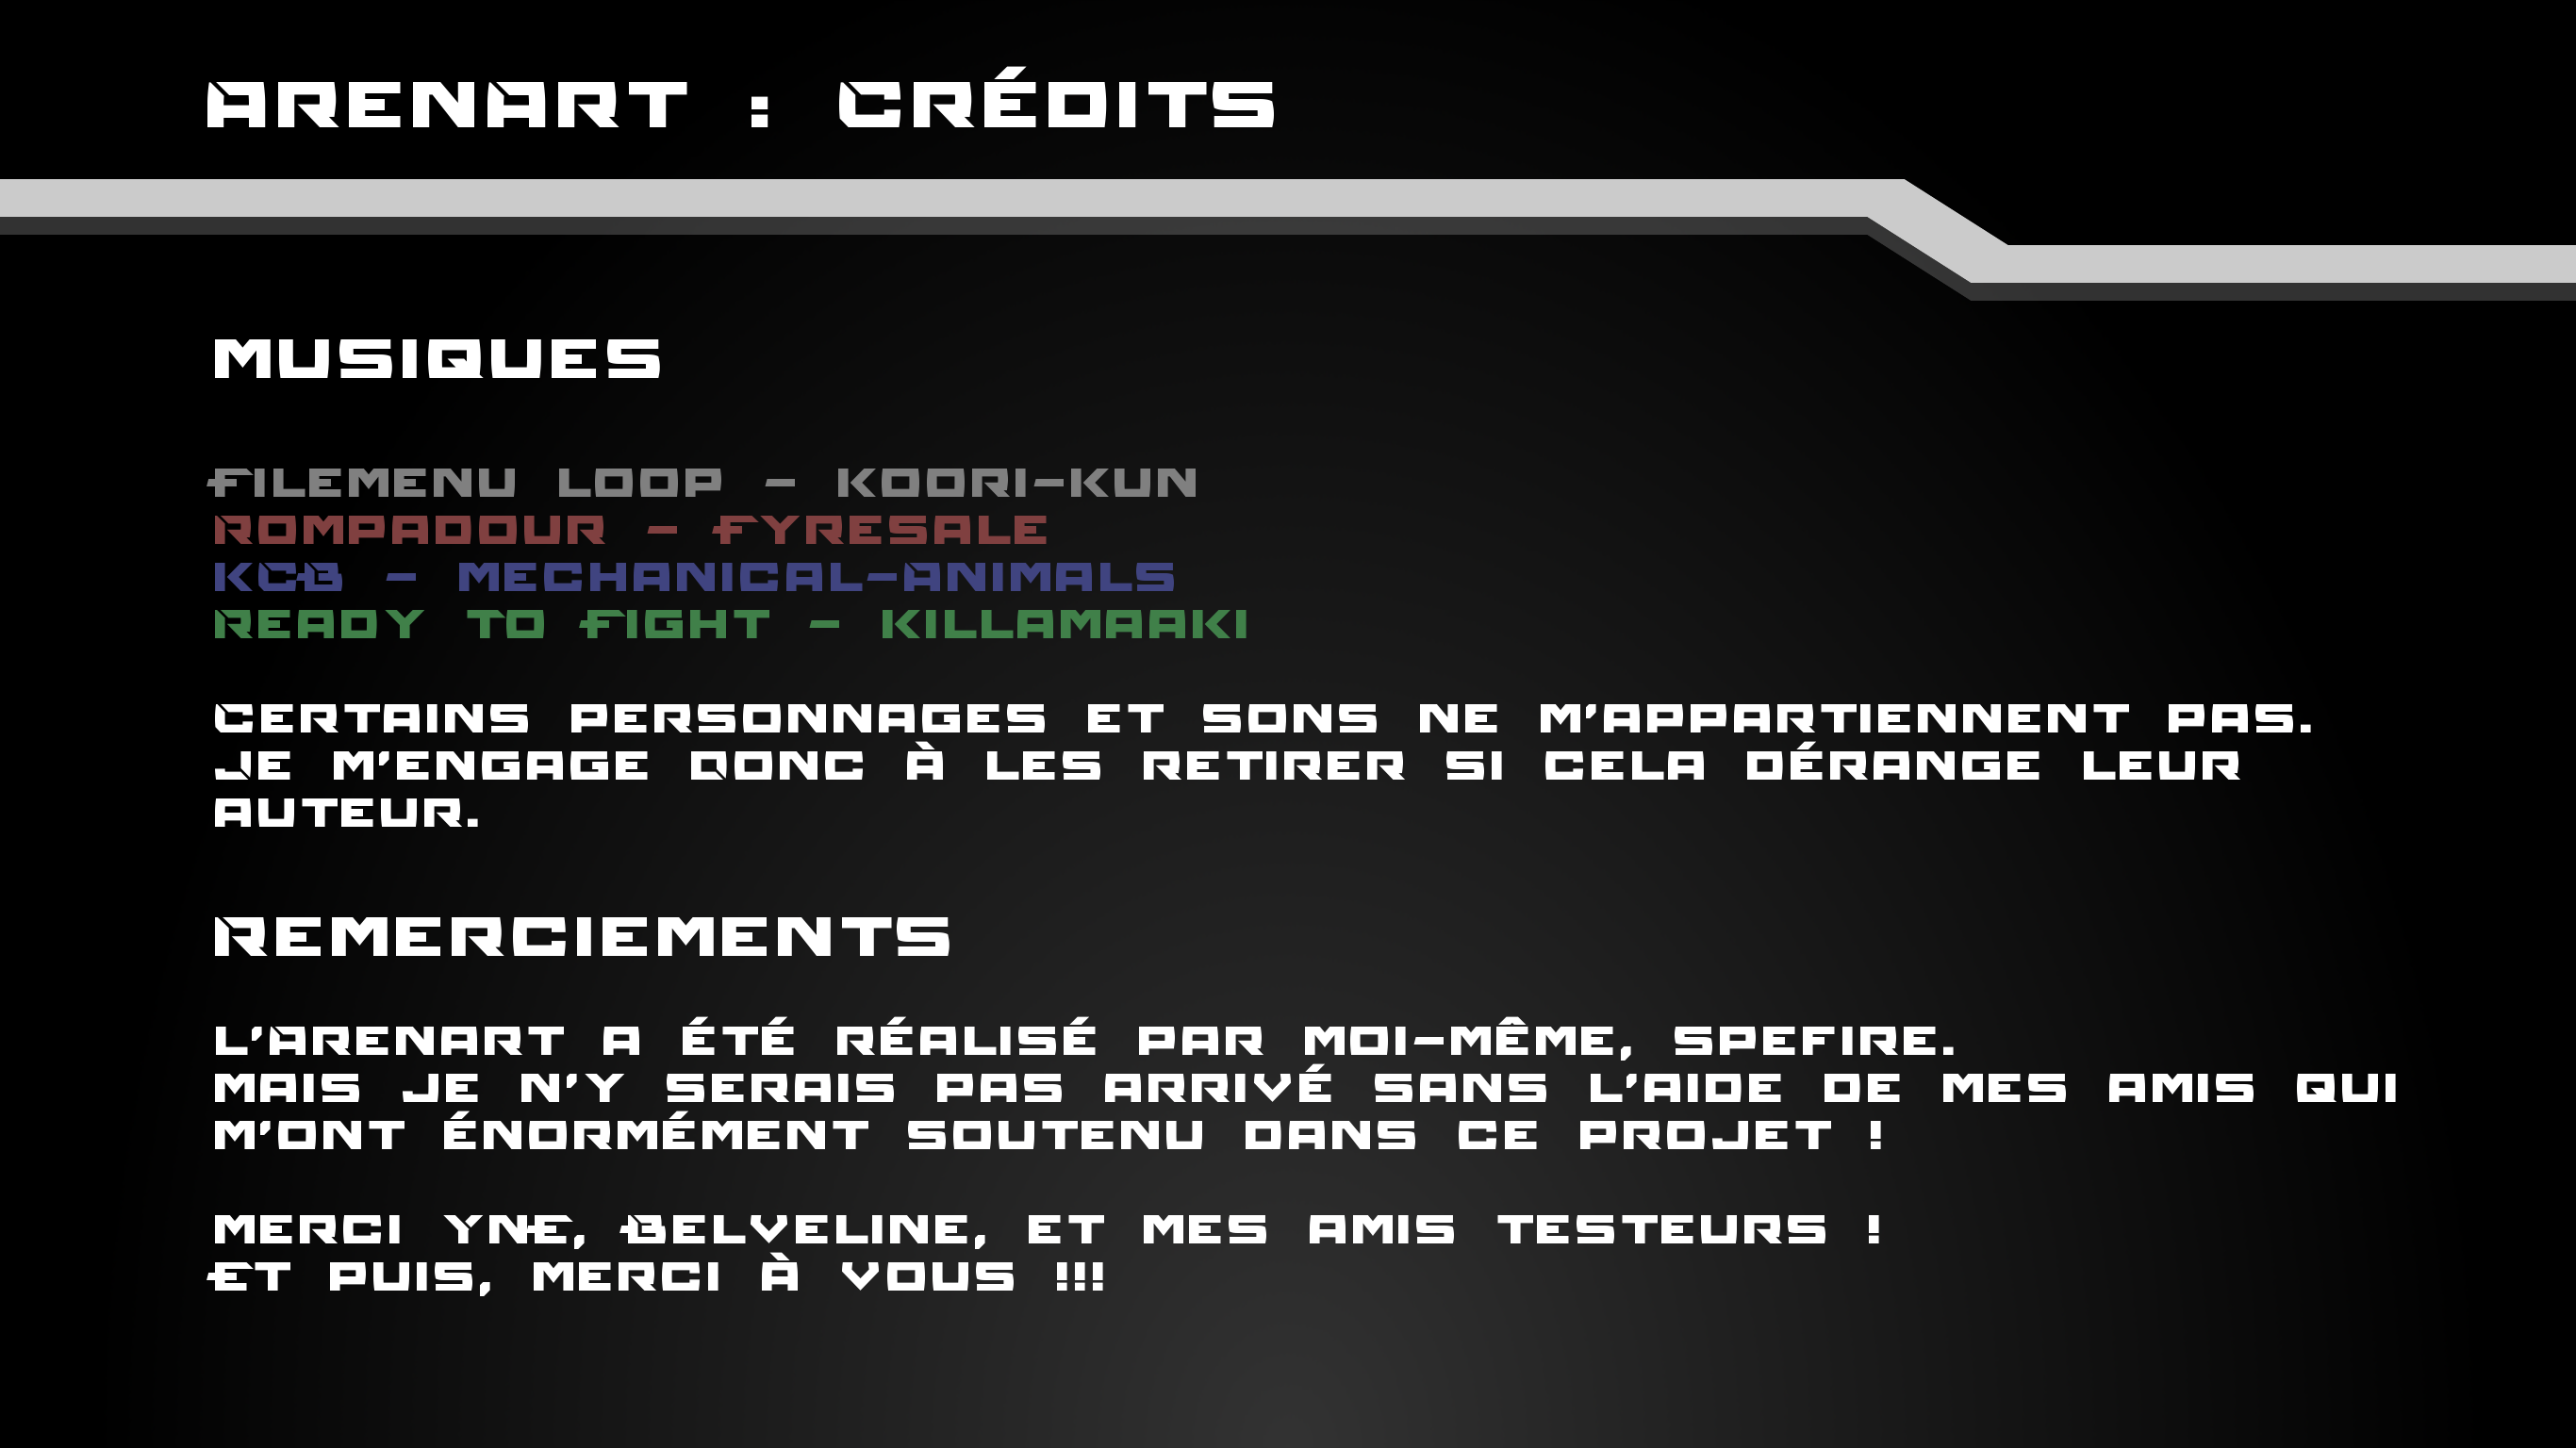 ArenArt : Crédits
Musiques
Filemenu Loop - Koori-kun
Rompadour - Fyresale
KCB - Mechanical-Animals
Ready to Fight - Killamaaki
Certains personnages et sons ne m'appartiennent pas.
Je m'engage donc à les retirer si cela dérange leur
auteur.
Remerciements
L'ArenArt a été réalisé par moi-même, Spefire.
Mais je n'y serais pas arrivé sans l'aide de mes amis qui
m'ont énormément soutenu dans ce projet !
Merci YnE, Belveline, et mes amis testeurs !
Et puis, merci à vous !!!